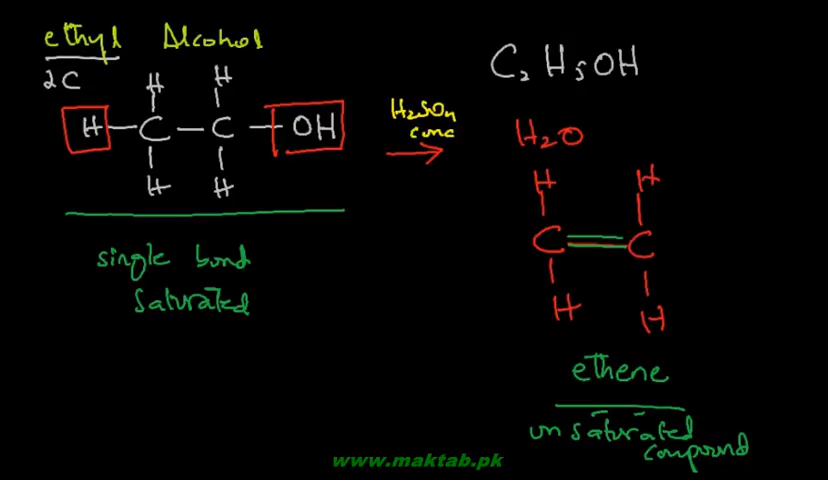 ethyl Alcohol
2C
H H
H — C — C — OH
H H
single bond
saturated
H2SO4
conc
C2H5OH
H2O
H H
C = C
H H
ethene
unsaturated
compound
www.maktab.pk